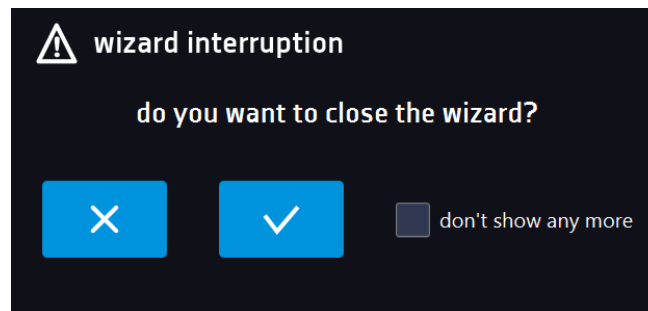 wizard interruption
do you want to close the wizard?
don't show any more